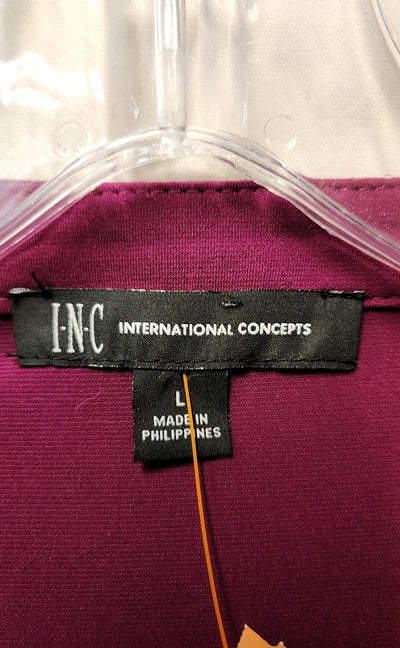 I·N·C INTERNATIONAL CONCEPTS
L
MADE IN
PHILIPPINES